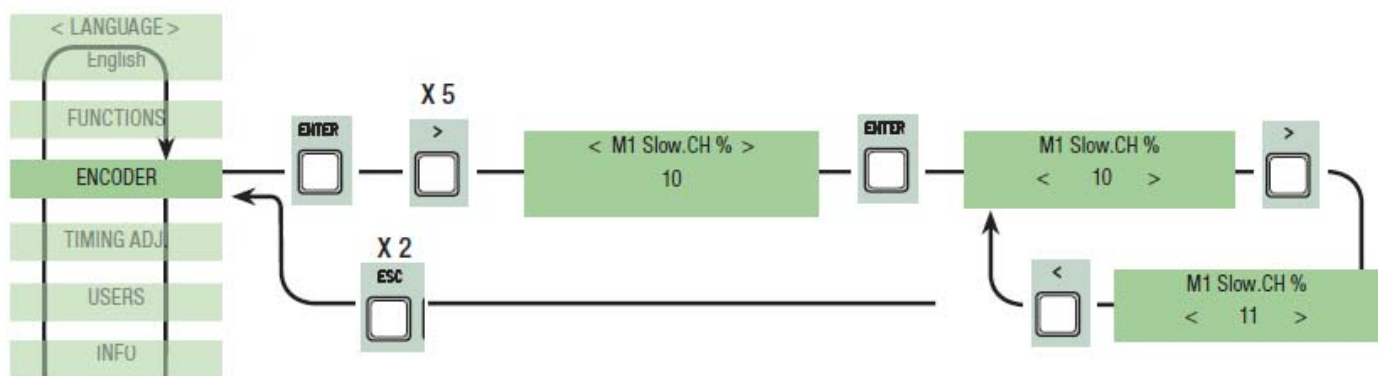 < LANGUAGE >
English
FUNCTIONS
ENCODER
TIMING ADJ.
USERS
INFO
ENTER
X 5
>
< M1 Slow.CH % >
10
ENTER
M1 Slow.CH %
< 10 >
>
X 2
ESC
<
M1 Slow.CH %
< 11 >